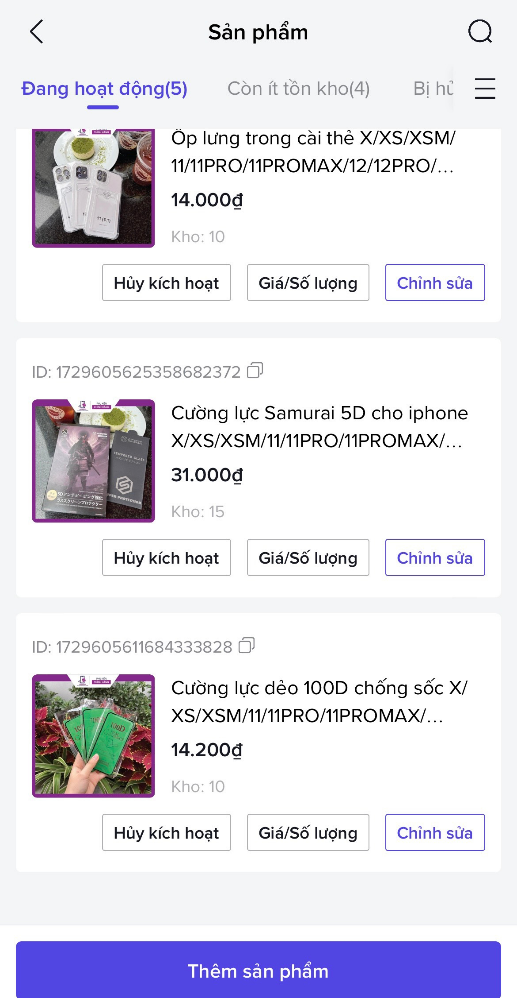 Sản phẩm
Đang hoạt động(5) Còn ít tồn kho(4) Bị hủ
Ốp lưng trong cài thẻ X/XS/XSM/
11/11PRO/11PROMAX/12/12PRO/...
14.000₫
Kho: 10
Hủy kích hoạt Giá/Số lượng Chỉnh sửa
ID: 1729605625358682372
Cường lực Samurai 5D cho iphone
X/XS/XSM/11/11PRO/11PROMAX/...
31.000₫
Kho: 15
Hủy kích hoạt Giá/Số lượng Chỉnh sửa
ID: 1729605611684333828
Cường lực dẻo 100D chống sốc X/
XS/XSM/11/11PRO/11PROMAX/...
14.200₫
Kho: 10
Hủy kích hoạt Giá/Số lượng Chỉnh sửa
Thêm sản phẩm